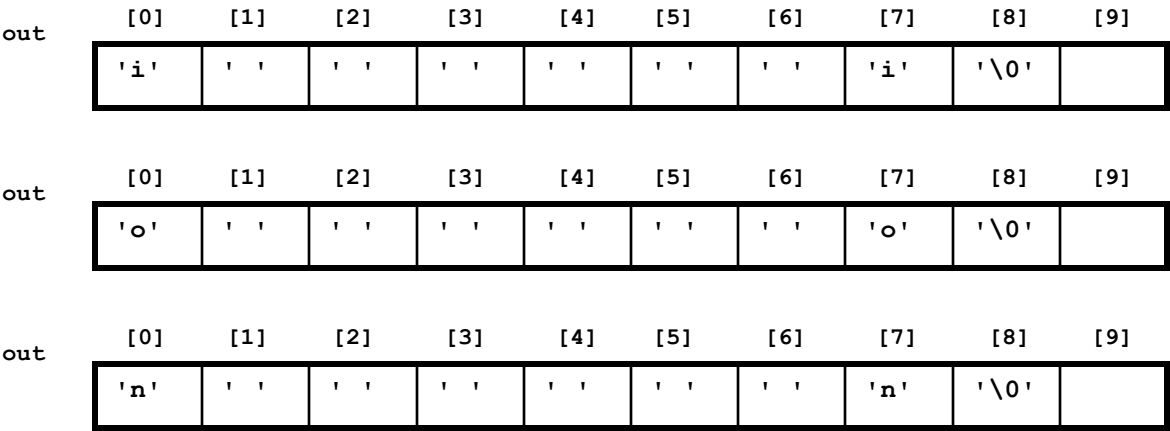 [0] [1] [2] [3] [4] [5] [6] [7] [8] [9]
out
'i' ' ' ' ' ' ' ' ' ' ' ' ' 'i' '\0'
[0] [1] [2] [3] [4] [5] [6] [7] [8] [9]
out
'o' ' ' ' ' ' ' ' ' ' ' ' ' 'o' '\0'
[0] [1] [2] [3] [4] [5] [6] [7] [8] [9]
out
'n' ' ' ' ' ' ' ' ' ' ' ' ' 'n' '\0'